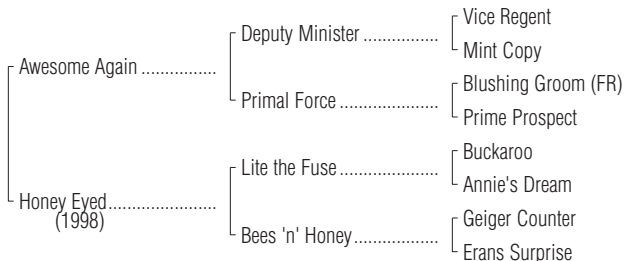 Vice Regent
Deputy Minister .................
Mint Copy
Awesome Again ................
Blushing Groom (FR)
Primal Force ......................
Prime Prospect
Buckaroo
Lite the Fuse ......................
Annie's Dream
Honey Eyed.......................
(1998)
Geiger Counter
Bees 'n' Honey...................
Erans Surprise